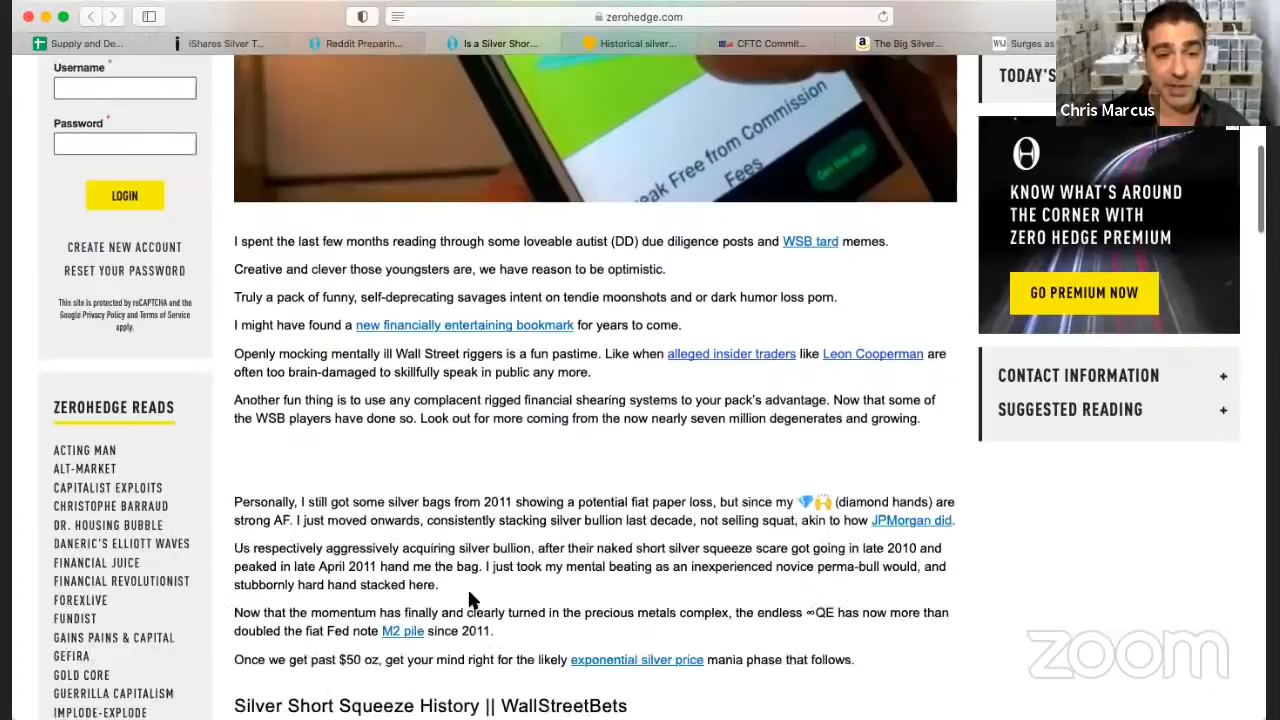 zerohedge.com
Supply and De...
iShares Silver T...
Reddit Preparin...
Is a Silver Shor...
Historical silver...
CFTC Commit...
The Big Silver...
WSJ Surges as
Chris Marcus
Username *
Password *
LOGIN
CREATE NEW ACCOUNT
RESET YOUR PASSWORD
This site is protected by reCAPTCHA and the
Google Privacy Policy and Terms of Service
apply.
ZEROHEDGE READS
ACTING MAN
ALT-MARKET
CAPITALIST EXPLOITS
CHRISTOPHE BARRAUD
DR. HOUSING BUBBLE
DANERIC'S ELLIOTT WAVES
FINANCIAL JUICE
FINANCIAL REVOLUTIONIST
FOREXLIVE
FUNDIST
GAINS PAINS & CAPITAL
GEFIRA
GOLD CORE
GUERRILLA CAPITALISM
IMPLODE-EXPLODE
eak Free from Commission
Fees
Get the app
I spent the last few months reading through some loveable autist (DD) due diligence posts and WSB tard memes.
Creative and clever those youngsters are, we have reason to be optimistic.
Truly a pack of funny, self-deprecating savages intent on tendie moonshots and or dark humor loss porn.
I might have found a new financially entertaining bookmark for years to come.
Openly mocking mentally ill Wall Street riggers is a fun pastime. Like when alleged insider traders like Leon Cooperman are
often too brain-damaged to skillfully speak in public any more.
Another fun thing is to use any complacent rigged financial shearing systems to your pack's advantage. Now that some of
the WSB players have done so. Look out for more coming from the now nearly seven million degenerates and growing.
Personally, I still got some silver bags from 2011 showing a potential fiat paper loss, but since my 💎🙌 (diamond hands) are
strong AF. I just moved onwards, consistently stacking silver bullion last decade, not selling squat, akin to how JPMorgan did.
Us respectively aggressively acquiring silver bullion, after their naked short silver squeeze scare got going in late 2010 and
peaked in late April 2011 hand me the bag. I just took my mental beating as an inexperienced novice perma-bull would, and
stubbornly hard hand stacked here.
Now that the momentum has finally and clearly turned in the precious metals complex, the endless ∞QE has now more than
doubled the fiat Fed note M2 pile since 2011.
Once we get past $50 oz, get your mind right for the likely exponential silver price mania phase that follows.
Silver Short Squeeze History || WallStreetBets
TODAY'S
KNOW WHAT'S AROUND
THE CORNER WITH
ZERO HEDGE PREMIUM
GO PREMIUM NOW
CONTACT INFORMATION +
SUGGESTED READING +
zoom